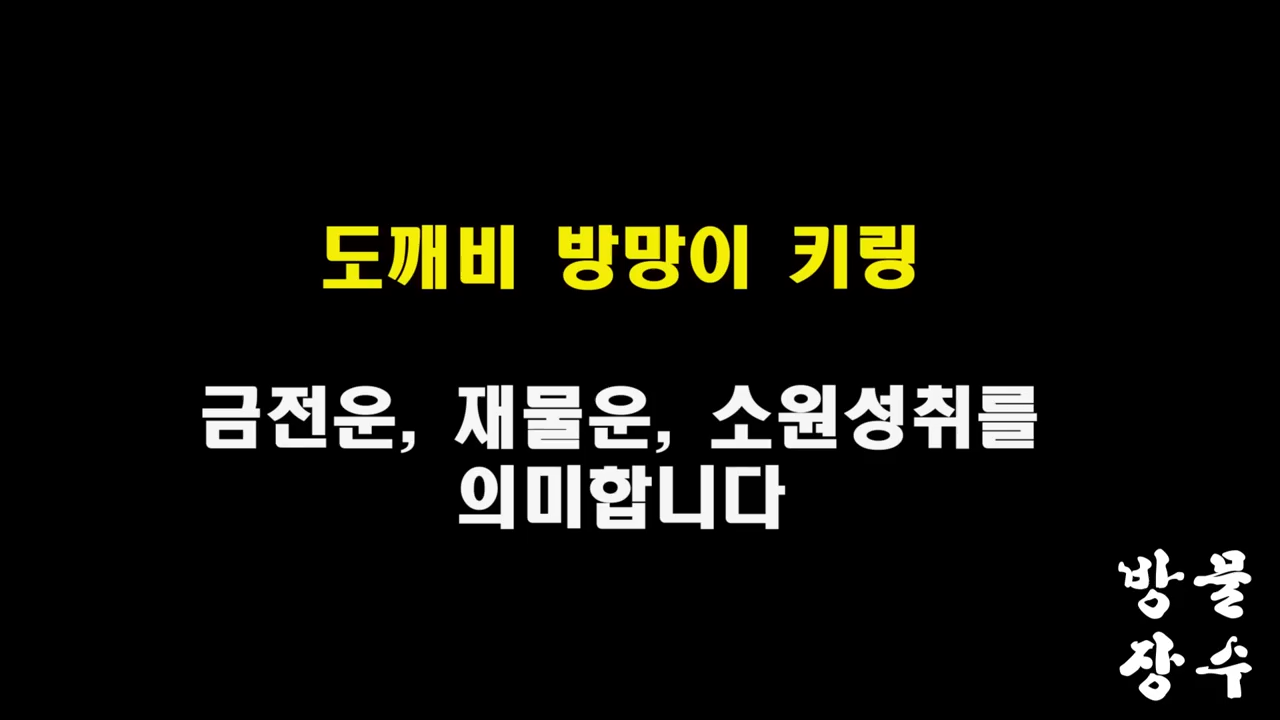 도깨비 방망이 키링
금전운, 재물운, 소원성취를
의미합니다
방물
장수